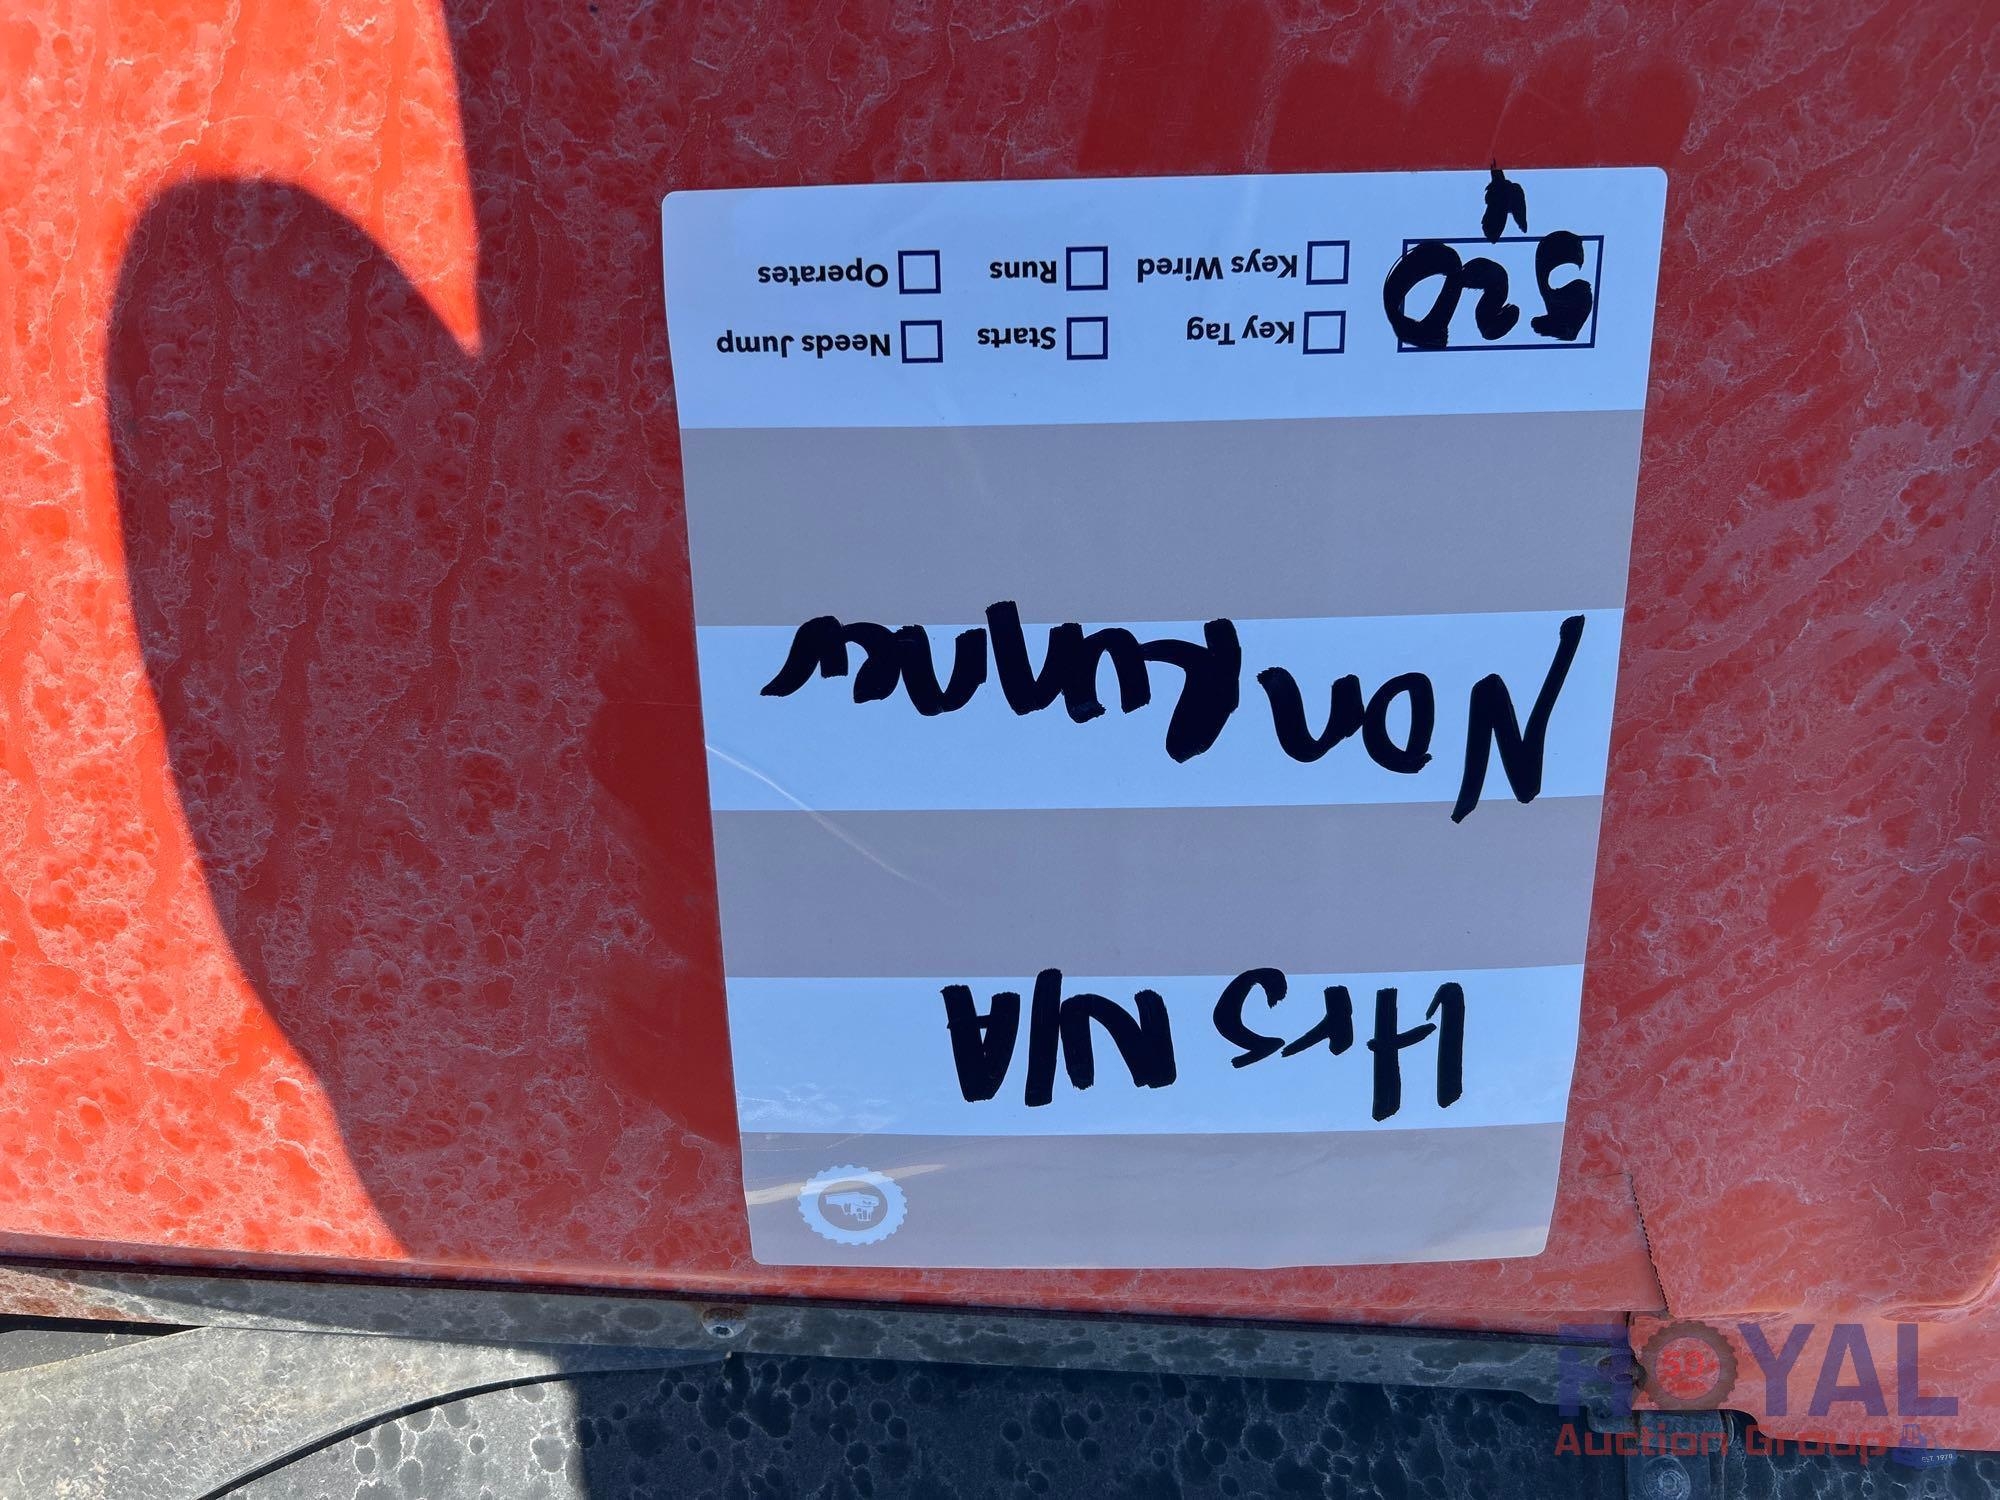 Hrs N/A
Non Runner
520
Key Tag Starts Needs Jump
Keys Wired Runs Operates
ROYAL
Auction Group